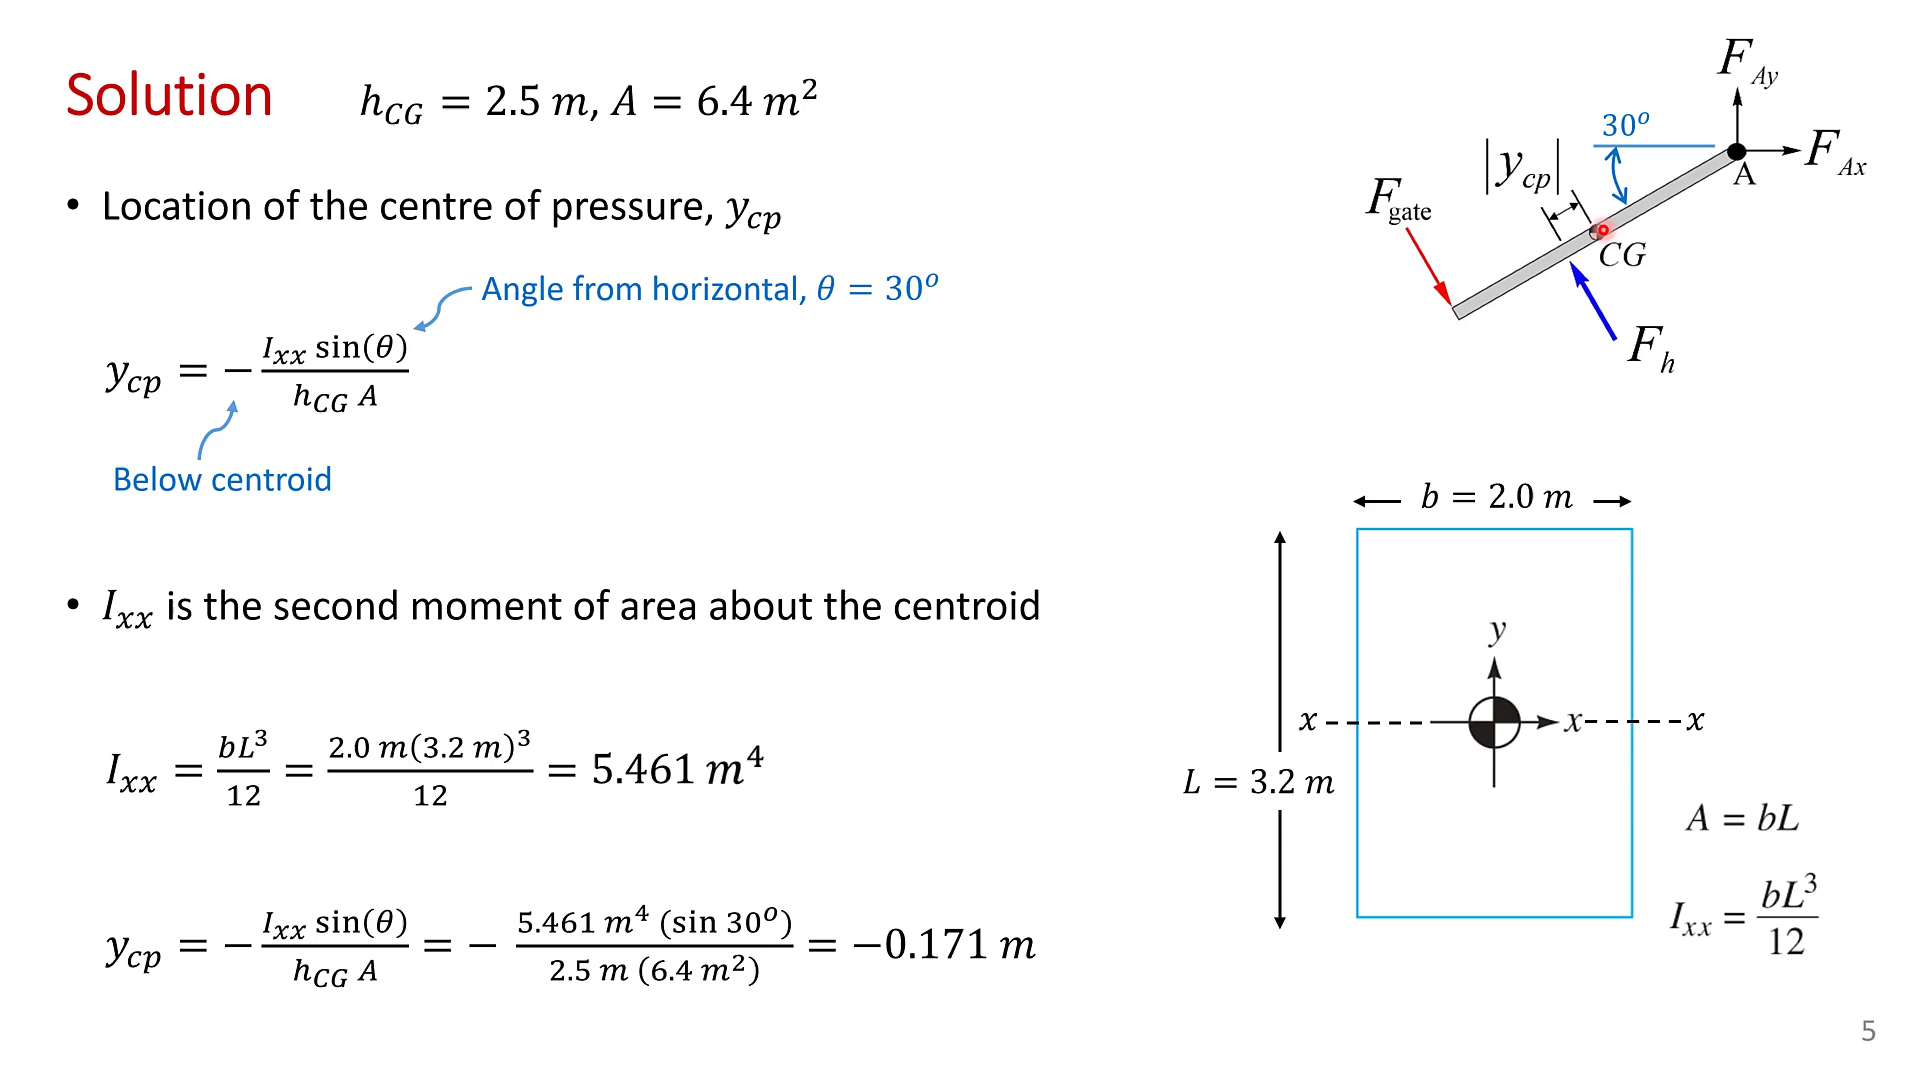 Solution
h_CG = 2.5 m, A = 6.4 m²
• Location of the centre of pressure, y_cp
Angle from horizontal, θ = 30°
y_cp = − I_xx sin(θ) / h_CG A
Below centroid
• I_xx is the second moment of area about the centroid
I_xx = bL³ / 12 = 2.0 m(3.2 m)³ / 12 = 5.461 m⁴
y_cp = − I_xx sin(θ) / h_CG A = − 5.461 m⁴ (sin 30°) / 2.5 m (6.4 m²) = −0.171 m
F_Ay
30°
F_Ax
|y_cp|
A
F_gate
CG
F_h
b = 2.0 m
y
x
x
x
L = 3.2 m
A = bL
I_xx = bL³ / 12
5